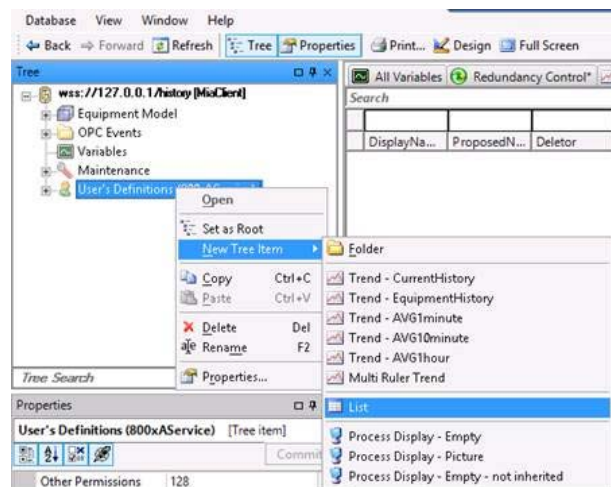 Database View Window Help
Back Forward Refresh Tree Properties Print... Design Full Screen
Tree
wss://127.0.0.1/history [MiaClient]
Equipment Model
OPC Events
Variables
Maintenance
User's Definitions (800xAService)
Tree Search
All Variables Redundancy Control*
Search
DisplayNa... ProposedN... Deletor
Open
Set as Root
New Tree Item
Copy Ctrl+C
Paste Ctrl+V
Delete Del
Rename F2
Properties...
Folder
Trend - CurrentHistory
Trend - EquipmentHistory
Trend - AVG1minute
Trend - AVG10minute
Trend - AVG1hour
Multi Ruler Trend
List
Process Display - Empty
Process Display - Picture
Process Display - Empty - not inherited
Properties
User's Definitions (800xAService) [Tree item]
Commit
Other Permissions 128